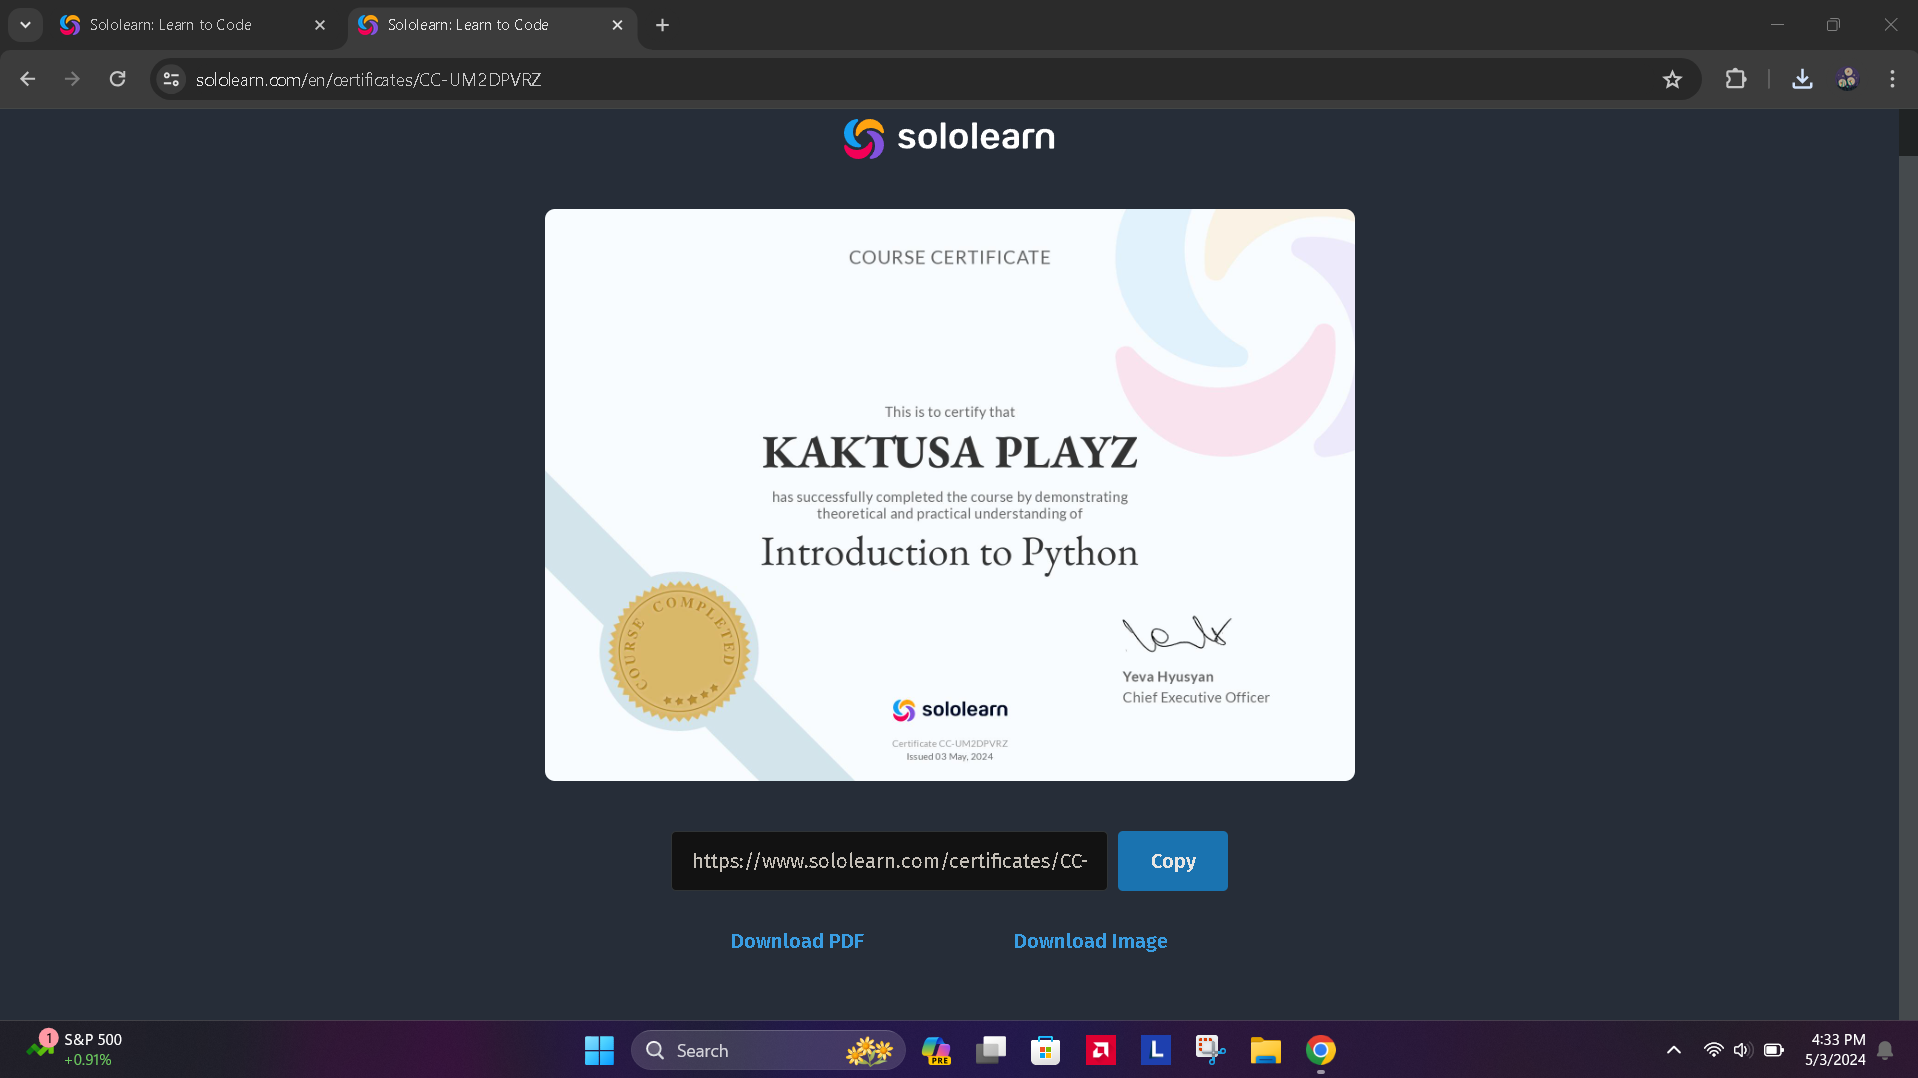 Sololearn: Learn to Code
Sololearn: Learn to Code
sololearn.com/en/certificates/CC-UM2DPVRZ
sololearn
COURSE CERTIFICATE
This is to certify that
KAKTUSA PLAYZ
has successfully completed the course by demonstrating
theoretical and practical understanding of
Introduction to Python
COURSE COMPLETED
Yeva Hyusyan
Chief Executive Officer
sololearn
Certificate CC-UM2DPVRZ
Issued 03 May, 2024
https://www.sololearn.com/certificates/CC-
Copy
Download PDF
Download Image
1
S&P 500
+0.91%
Search
PRE
L
4:33 PM
5/3/2024